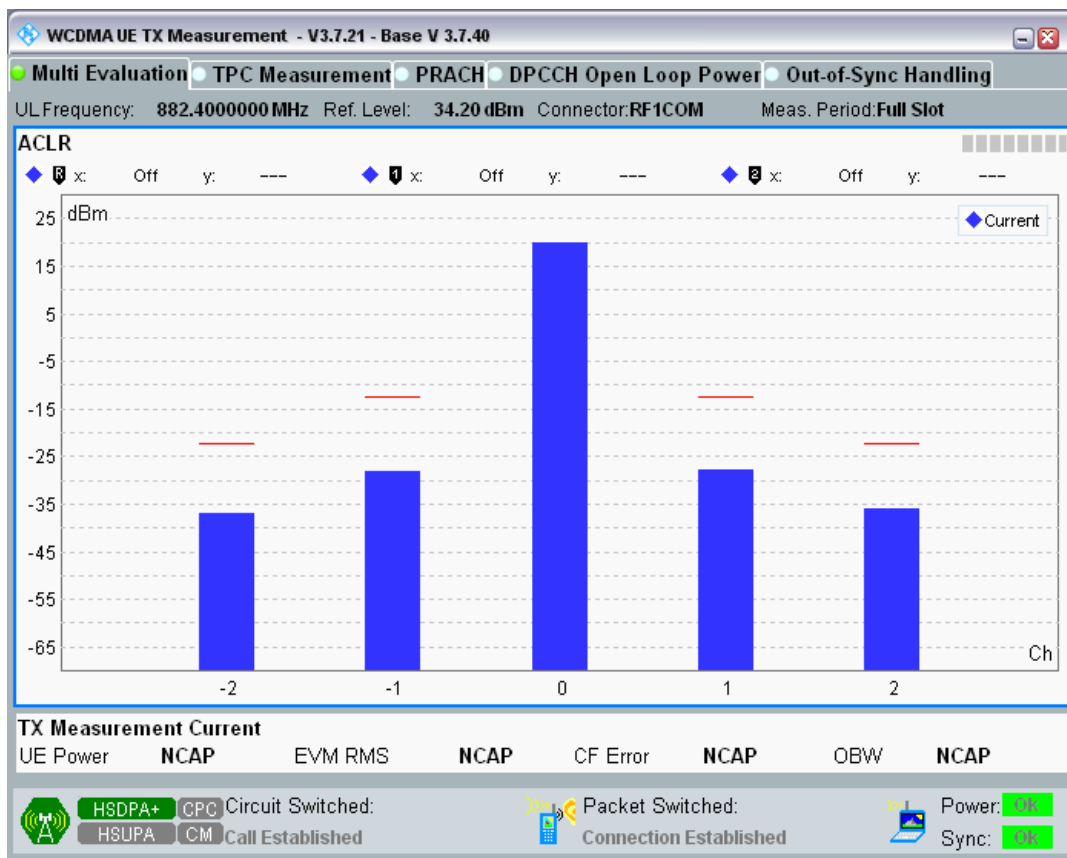 WCDMA UE TX Measurement - V3.7.21 - Base V 3.7.40
Multi Evaluation TPC Measurement PRACH DPCCH Open Loop Power Out-of-Sync Handling
UL Frequency: 882.4000000 MHz Ref. Level: 34.20 dBm Connector:RF1COM Meas. Period:Full Slot
ACLR
R x: Off y: --- 1 x: Off y: --- 2 x: Off y: ---
dBm
Current
25
15
5
-5
-15
-25
-35
-45
-55
-65
Ch
-2 -1 0 1 2
TX Measurement Current
UE Power NCAP EVM RMS NCAP CF Error NCAP OBW NCAP
HSDPA+ CPC Circuit Switched: Packet Switched: Power: OK
HSUPA CM Call Established Connection Established Sync: OK